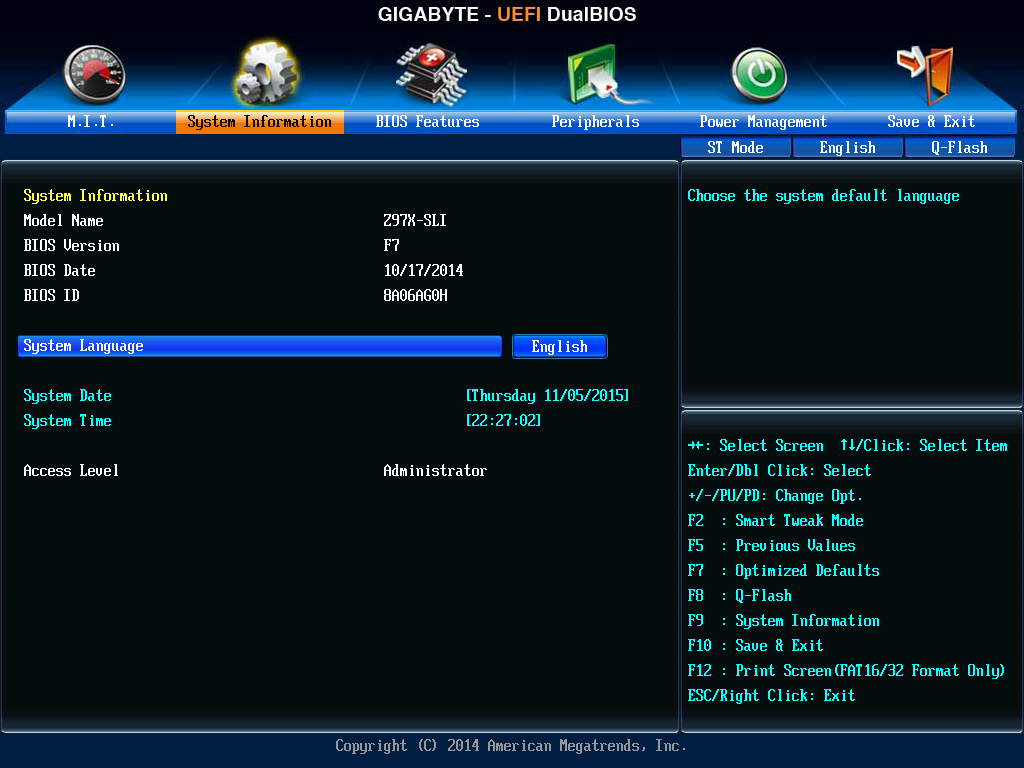 GIGABYTE - UEFI DualBIOS
M.I.T. System Information BIOS Features Peripherals Power Management Save & Exit
ST Mode English Q-Flash
System Information
Model Name Z97X-SLI
BIOS Version F7
BIOS Date 10/17/2014
BIOS ID 8A06AG0H
System Language English
System Date [Thursday 11/05/2015]
System Time [22:27:02]
Access Level Administrator
Choose the system default language
→←: Select Screen ↑↓/Click: Select Item
Enter/Dbl Click: Select
+/-/PU/PD: Change Opt.
F2 : Smart Tweak Mode
F5 : Previous Values
F7 : Optimized Defaults
F8 : Q-Flash
F9 : System Information
F10 : Save & Exit
F12 : Print Screen(FAT16/32 Format Only)
ESC/Right Click: Exit
Copyright (C) 2014 American Megatrends, Inc.